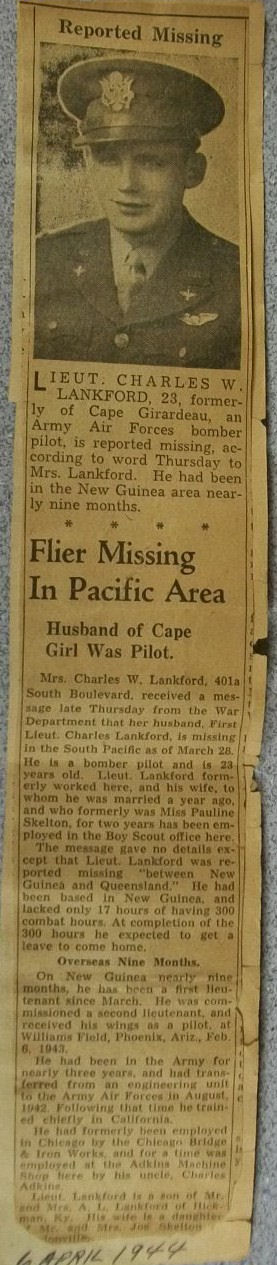 Reported Missing
LIEUT. CHARLES W.
LANKFORD, 23, former-
ly of Cape Girardeau, an
Army Air Forces bomber
pilot, is reported missing, ac-
cording to word Thursday to
Mrs. Lankford. He had been
in the New Guinea area near-
ly nine months.
* * * *
Flier Missing
In Pacific Area
Husband of Cape
Girl Was Pilot.
Mrs. Charles W. Lankford, 401a
South Boulevard, received a mes-
sage late Thursday from the War
Department that her husband, First
Lieut. Charles Lankford, is missing
in the South Pacific as of March 28.
He is a bomber pilot and is 23
years old. Lieut. Lankford form-
erly worked here, and his wife, to
whom he was married a year ago,
and who formerly was Miss Pauline
Skelton, for two years has been em-
ployed in the Boy Scout office here.
The message gave no details ex-
cept that Lieut. Lankford was re-
ported missing "between New
Guinea and Queensland." He had
been based in New Guinea, and
lacked only 17 hours of having 300
combat hours. At completion of the
300 hours he expected to get a
leave to come home.
Overseas Nine Months.
On New Guinea nearly nine
months, he has been a first lieu-
tenant since March. He was com-
missioned a second lieutenant, and
received his wings as a pilot, at
Williams Field, Phoenix, Ariz., Feb.
6, 1943.
He had been in the Army for
nearly three years, and had trans-
ferred from an engineering unit
to the Army Air Forces in August,
1942. Following that time he train-
ed chiefly in California.
He had formerly been employed
in Chicago by the Chicago Bridge
& Iron Works, and for a time was
employed at the Adkins Machine
Shop here by his uncle, Charles
Adkins.
Lieut. Lankford is a son of Mr.
and Mrs. A. L. Lankford of Hick-
man, Ky. His wife is a daughter
Mr. and Mrs. Joe Skelton
6 APRIL 1944